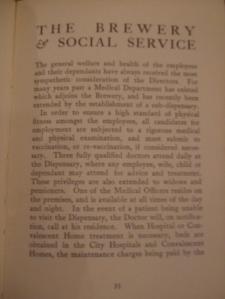 THE BREWERY
& SOCIAL SERVICE
The general welfare and health of the employees
and their dependants have always received the most
sympathetic consideration of the Directors. For
many years past a Medical Department has existed
which adjoins the Brewery, and has recently been
extended by the establishment of a sub-dispensary.
In order to ensure a high standard of physical
fitness amongst the employees, all candidates for
employment are subjected to a rigorous medical
and physical examination, and must submit to
vaccination, or re-vaccination, if considered neces-
sary. Three fully qualified doctors attend daily at
the Dispensary, where any employee, wife, child or
dependant may attend for advice and treatment.
These privileges are also extended to widows and
pensioners. One of the Medical Officers resides on
the premises, and is available at all times of the day
and night. In the event of a patient being unable
to visit the Dispensary, the Doctor will, on notifica-
tion, call at his residence. When Hospital or Con-
valescent Home treatment is necessary, beds are
obtained in the City Hospitals and Convalescent
Homes, the maintenance charges being paid by the